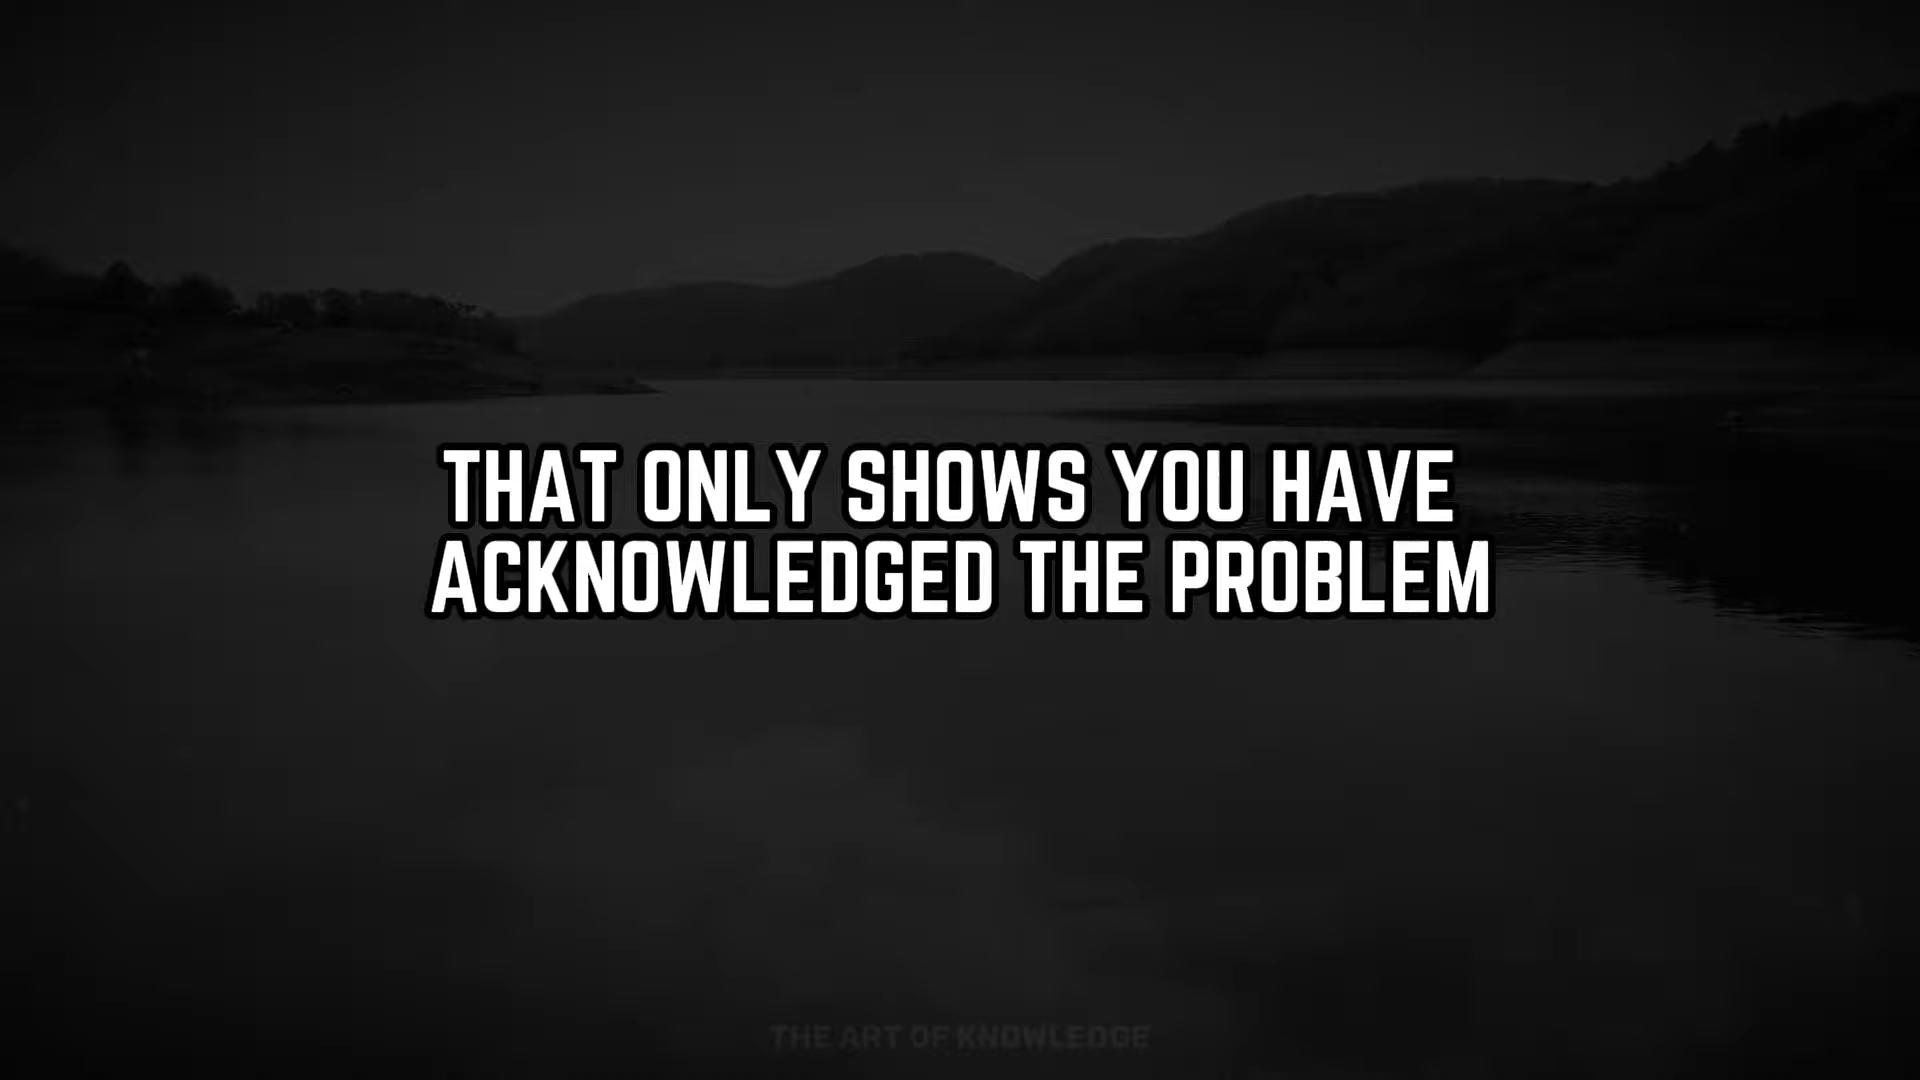 THAT ONLY SHOWS YOU HAVE
ACKNOWLEDGED THE PROBLEM
THE ART OF KNOWLEDGE